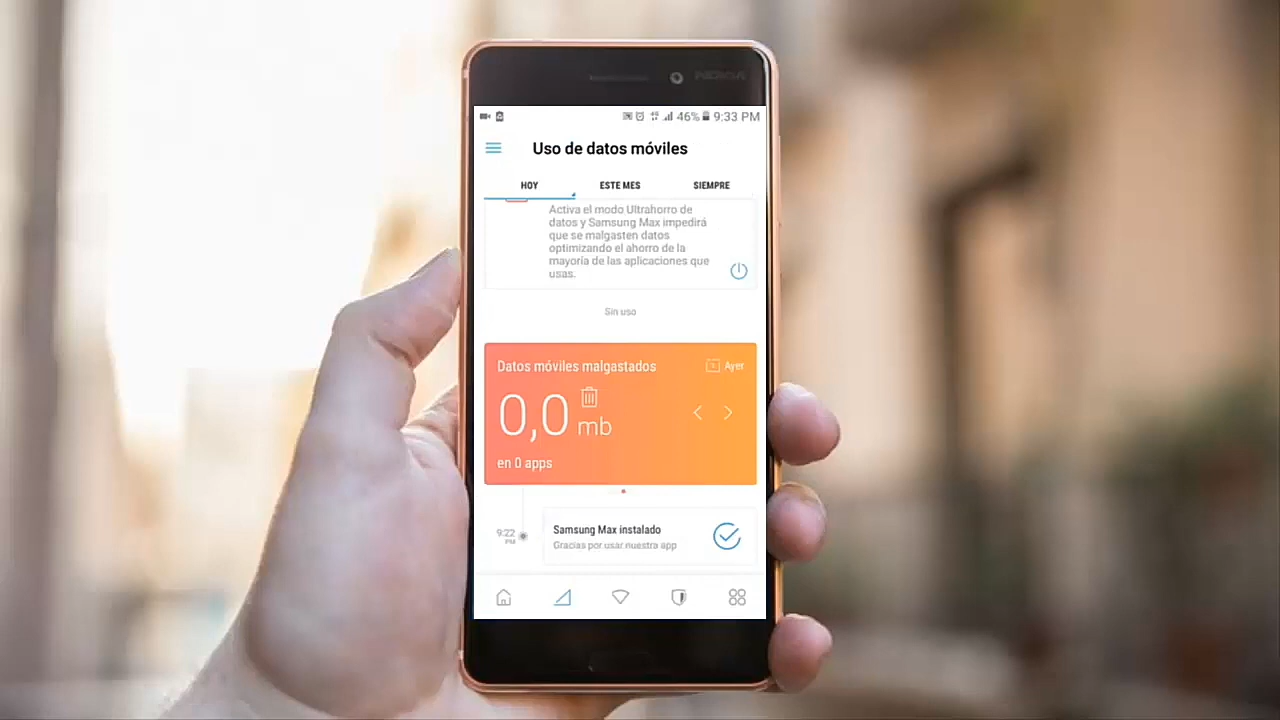 NOKIA
46% 9:33 PM
Uso de datos móviles
HOY ESTE MES SIEMPRE
Activa el modo Ultrahorro de
datos y Samsung Max impedirá
que se malgasten datos
optimizando el ahorro de la
mayoría de las aplicaciones que
usas.
Sin uso
Datos móviles malgastados Ayer
0,0 mb
en 0 apps
9:22 PM
Samsung Max instalado
Gracias por usar nuestra app